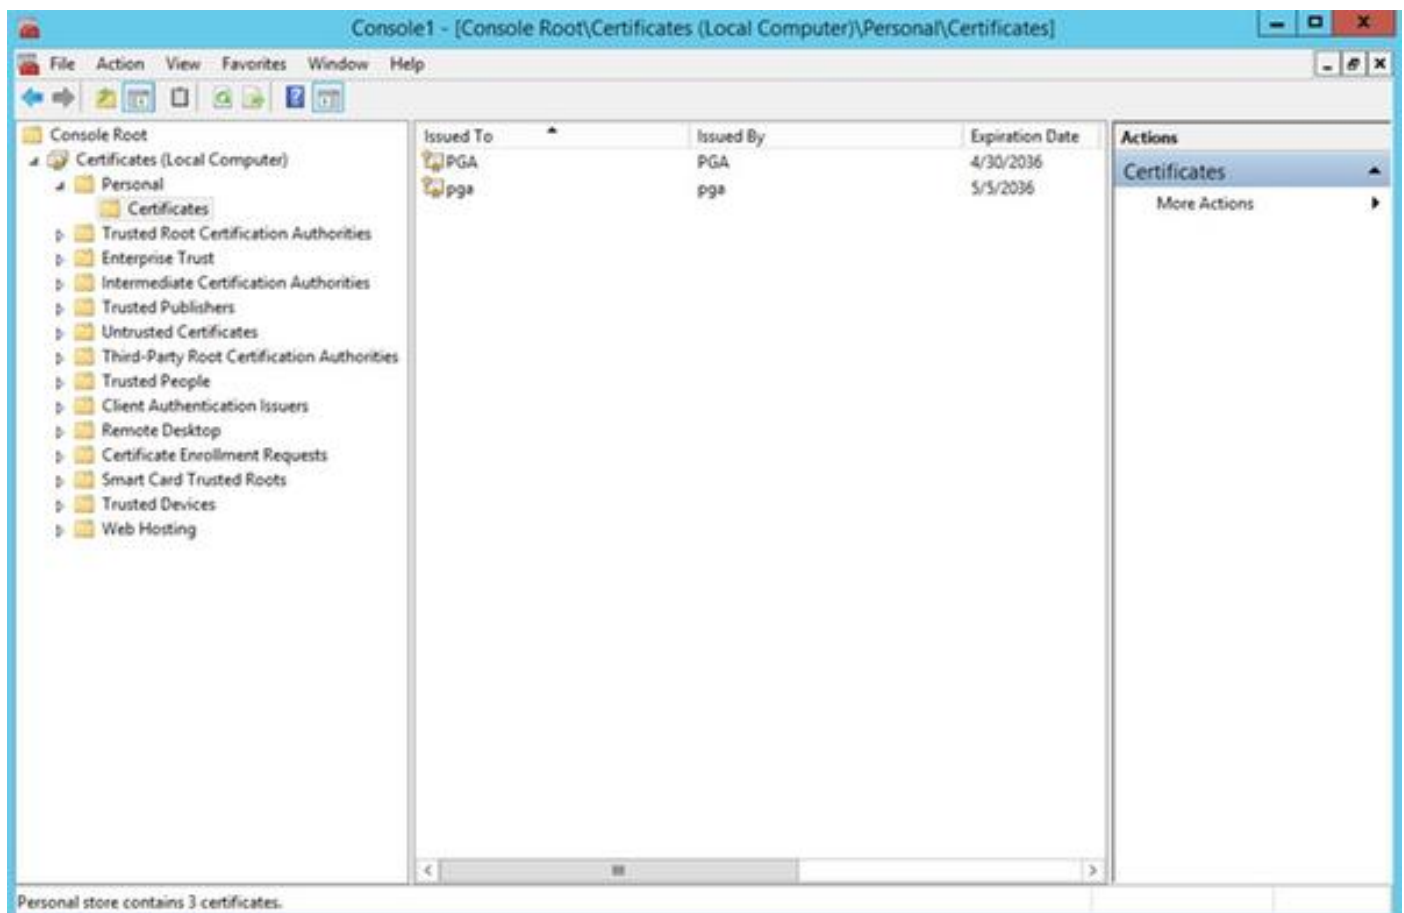 Console1 - [Console Root\Certificates (Local Computer)\Personal\Certificates]
File Action View Favorites Window Help
Console Root
Certificates (Local Computer)
Personal
Certificates
Trusted Root Certification Authorities
Enterprise Trust
Intermediate Certification Authorities
Trusted Publishers
Untrusted Certificates
Third-Party Root Certification Authorities
Trusted People
Client Authentication Issuers
Remote Desktop
Certificate Enrollment Requests
Smart Card Trusted Roots
Trusted Devices
Web Hosting
Issued To Issued By Expiration Date
PGA PGA 4/30/2036
pga pga 5/5/2036
Actions
Certificates
More Actions
Personal store contains 3 certificates.